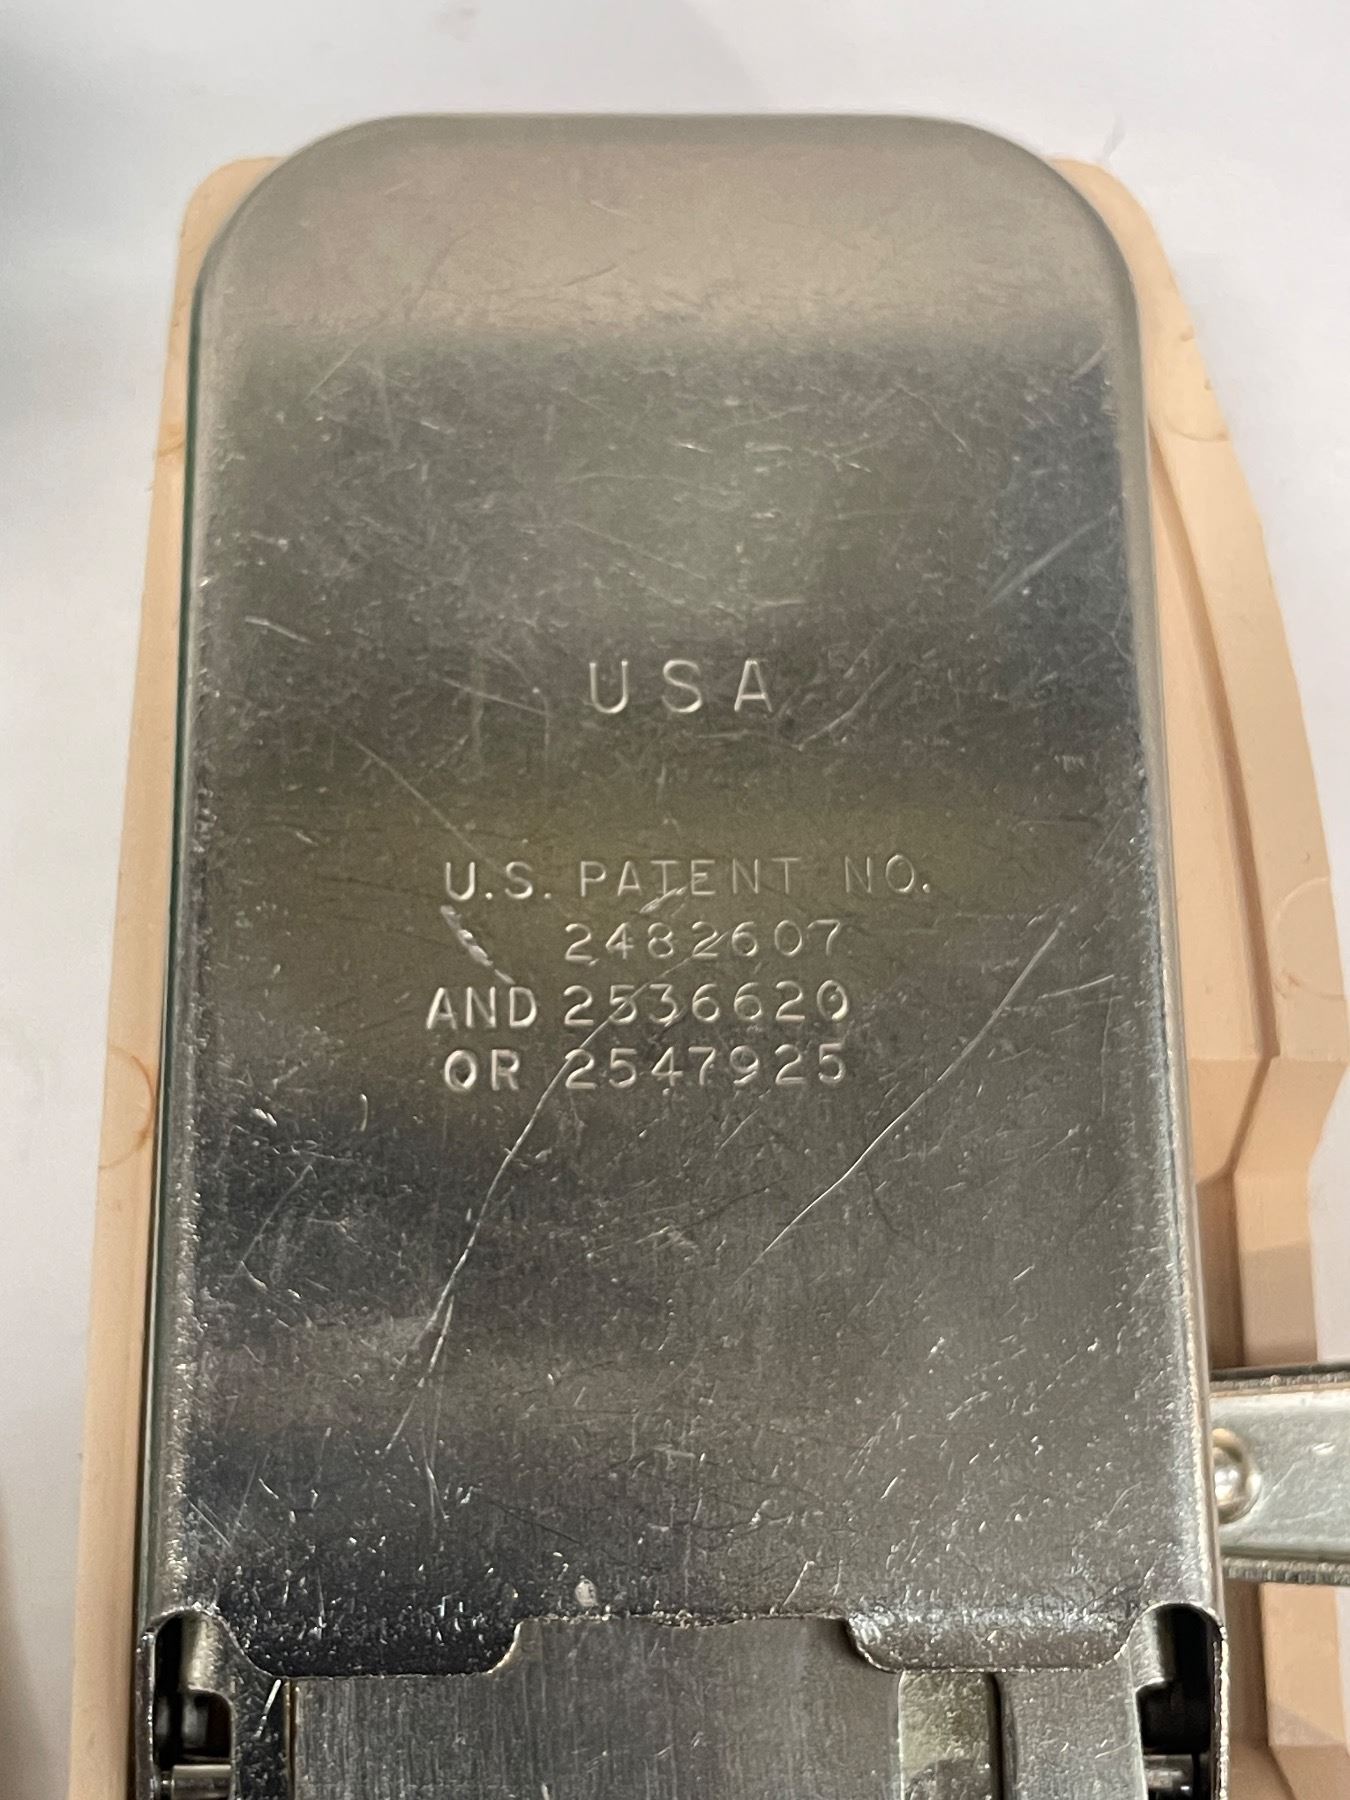 USA
U.S. PATENT NO.
2482607
AND 2536620
OR 2547925